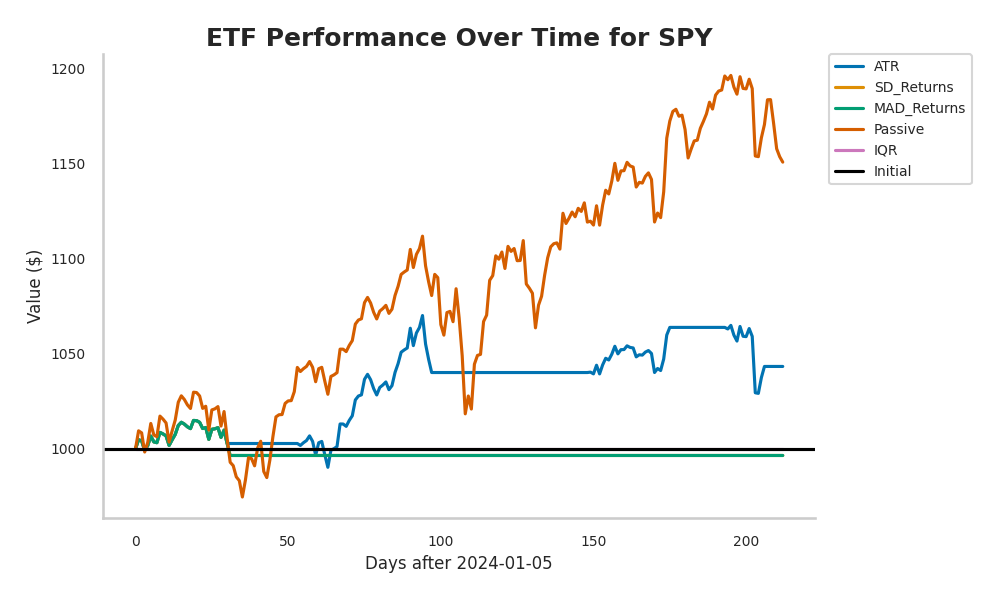 ETF Performance Over Time for SPY
1200
1150
1100
1050
1000
Value ($)
0 50 100 150 200
Days after 2024-01-05
ATR
SD_Returns
MAD_Returns
Passive
IQR
Initial